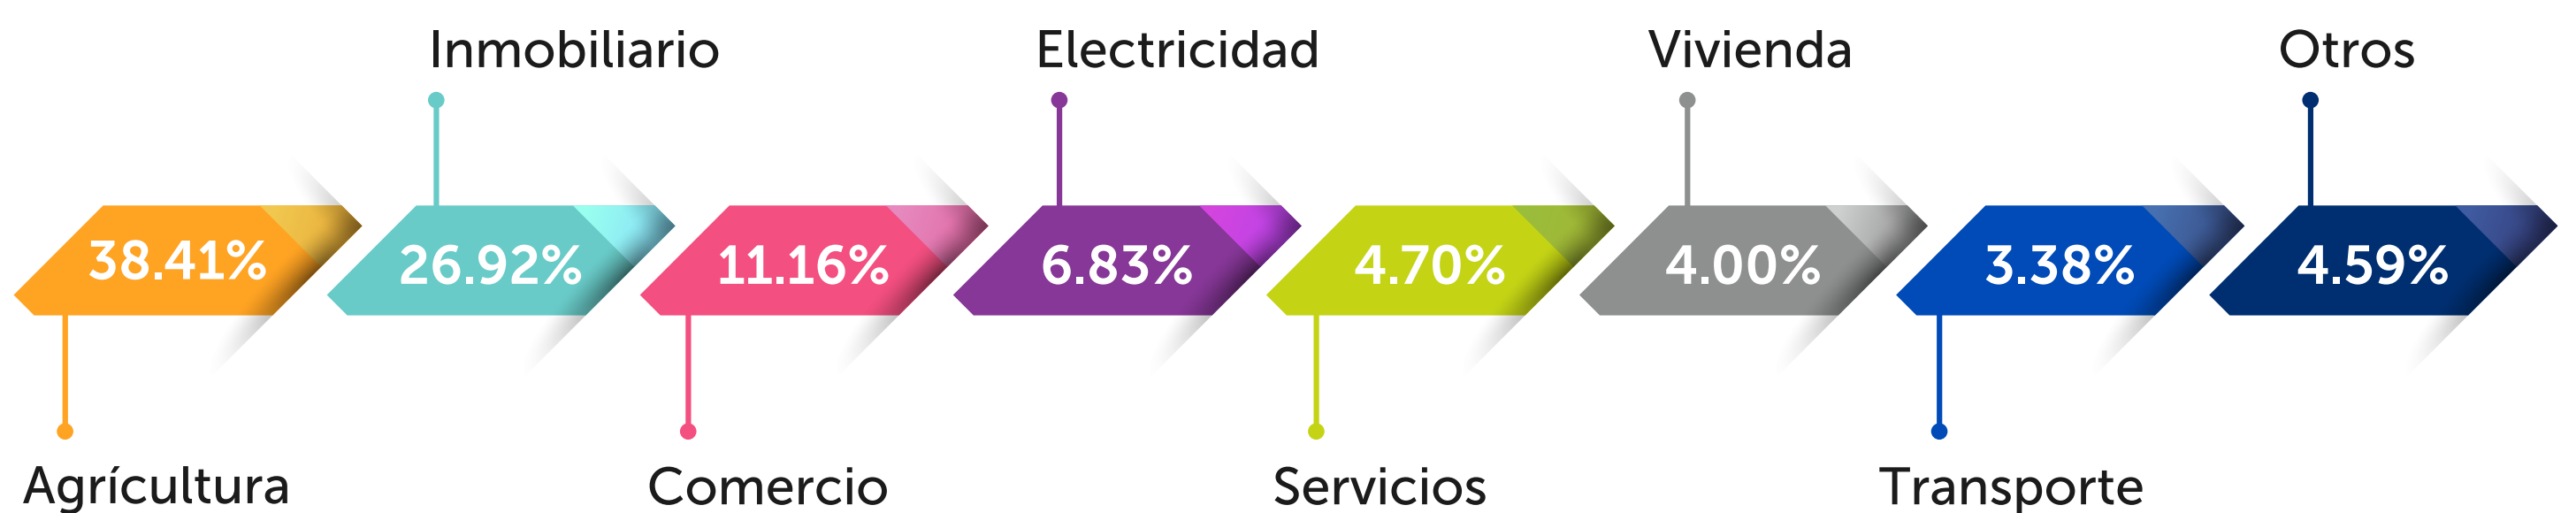 Inmobiliario Electricidad Vivienda Otros
38.41% 26.92% 11.16% 6.83% 4.70% 4.00% 3.38% 4.59%
Agrícultura Comercio Servicios Transporte